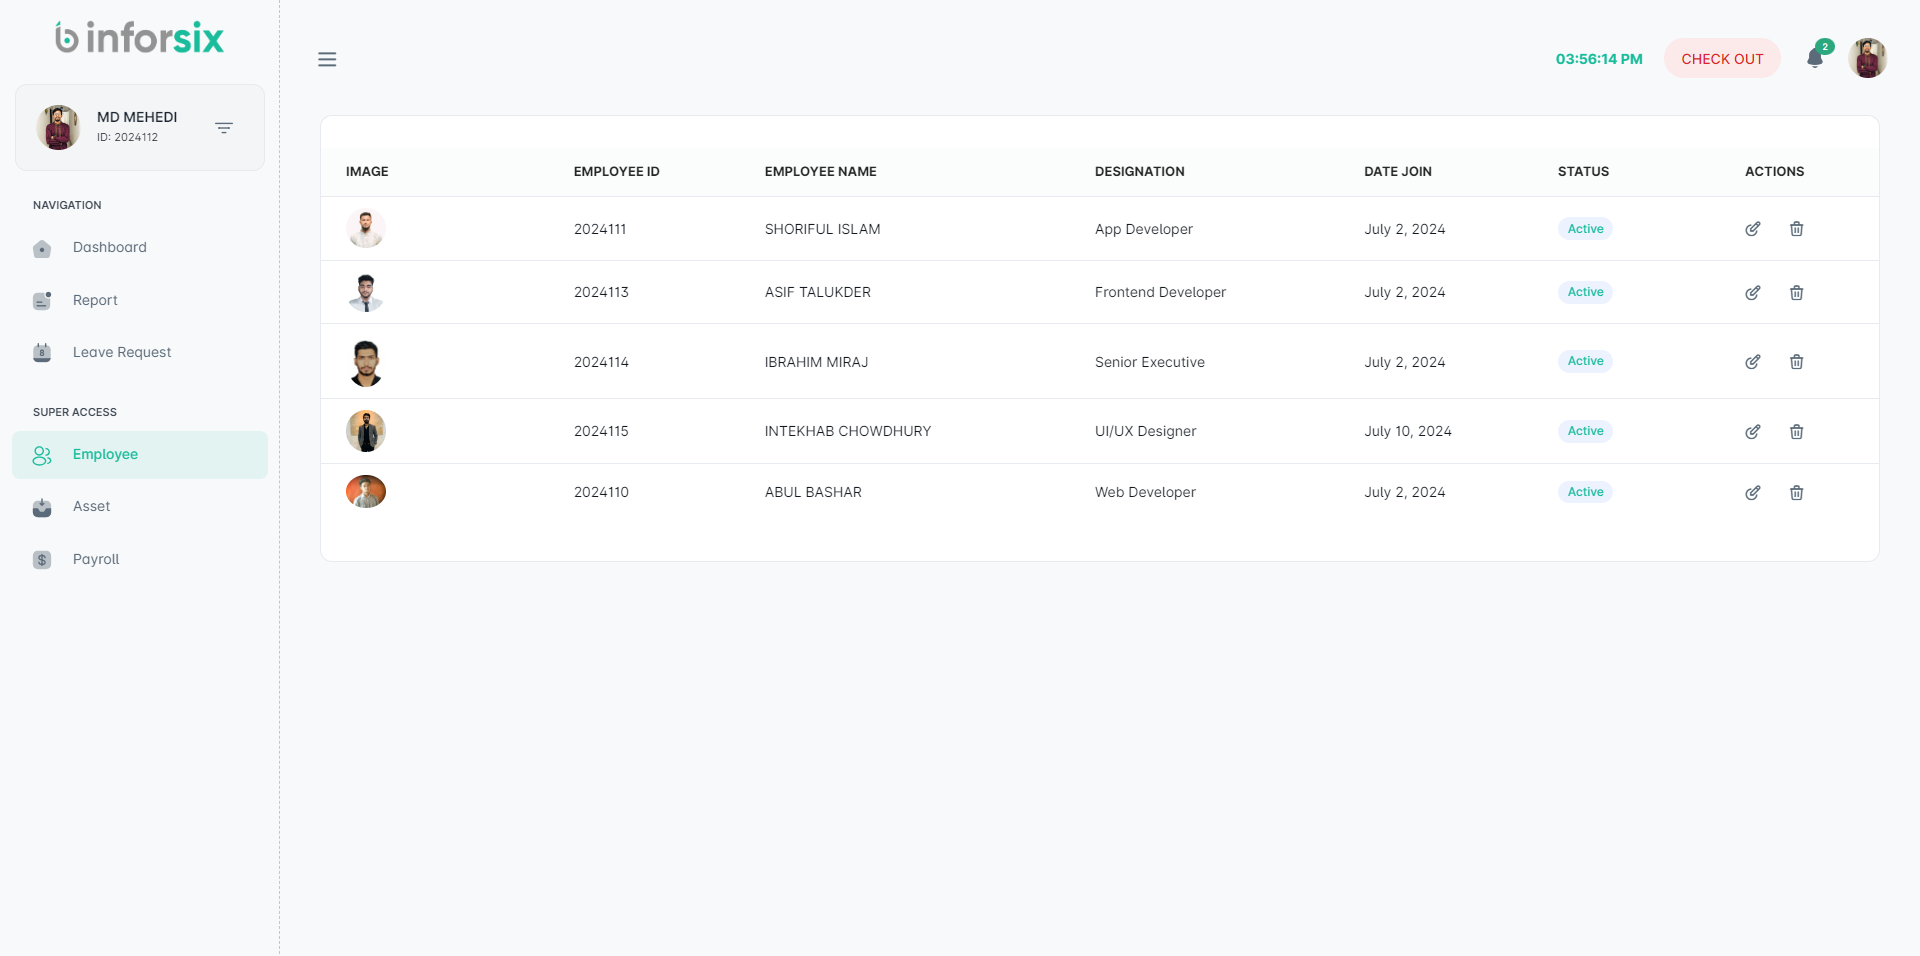 inforsix
03:56:14 PM CHECK OUT 2
MD MEHEDI
ID: 2024112
NAVIGATION
Dashboard
Report
8 Leave Request
SUPER ACCESS
Employee
Asset
$ Payroll
IMAGE EMPLOYEE ID EMPLOYEE NAME DESIGNATION DATE JOIN STATUS ACTIONS
2024111 SHORIFUL ISLAM App Developer July 2, 2024 Active
2024113 ASIF TALUKDER Frontend Developer July 2, 2024 Active
2024114 IBRAHIM MIRAJ Senior Executive July 2, 2024 Active
2024115 INTEKHAB CHOWDHURY UI/UX Designer July 10, 2024 Active
2024110 ABUL BASHAR Web Developer July 2, 2024 Active